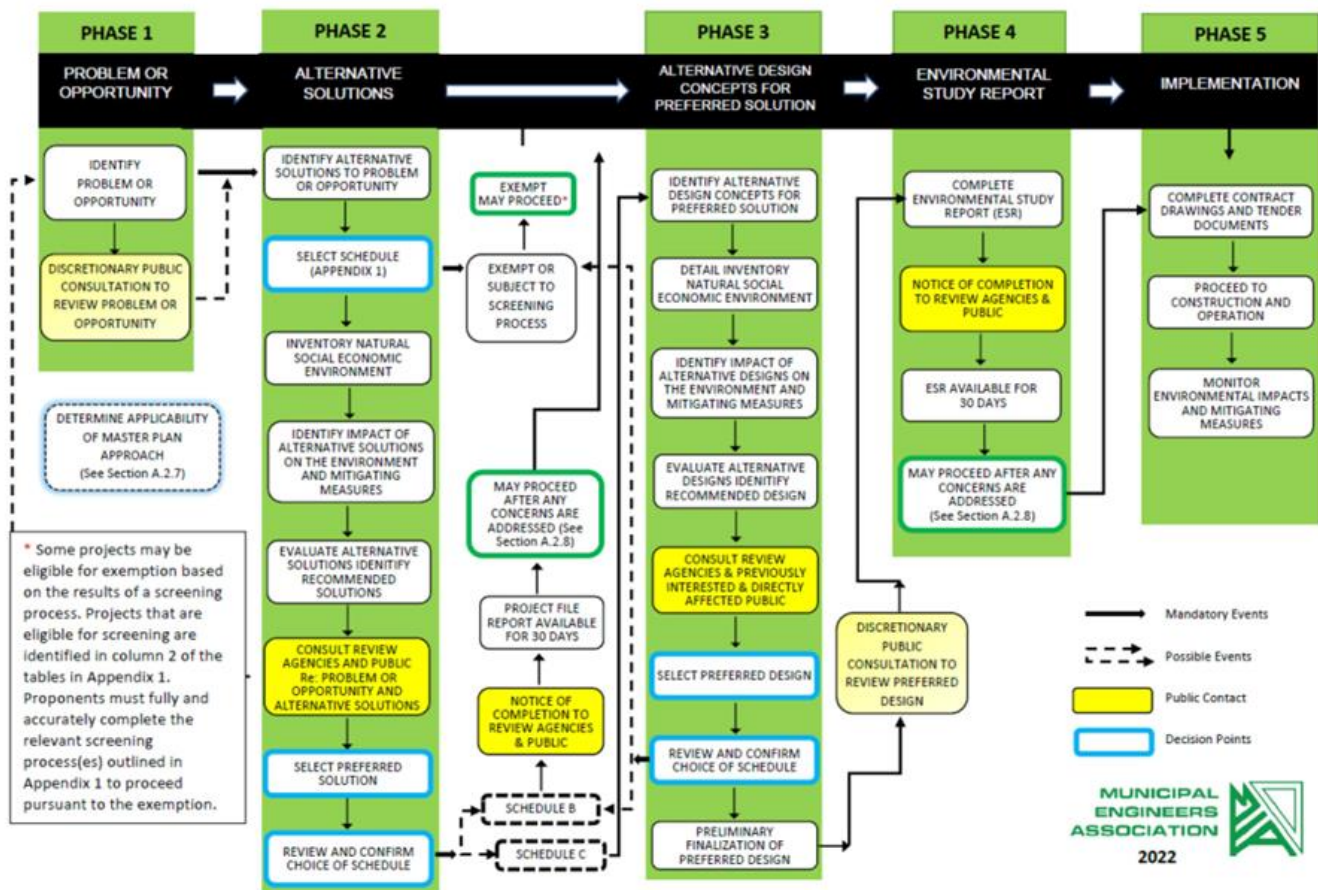 PHASE 1
PROBLEM OR
OPPORTUNITY
IDENTIFY
PROBLEM OR
OPPORTUNITY
DISCRETIONARY PUBLIC
CONSULTATION TO
REVIEW PROBLEM OR
OPPORTUNITY
DETERMINE APPLICABILITY
OF MASTER PLAN
APPROACH
(See Section A.2.7)
* Some projects may be
eligible for exemption based
on the results of a screening
process. Projects that are
eligible for screening are
identified in column 2 of the
tables in Appendix 1.
Proponents must fully and
accurately complete the
relevant screening
process(es) outlined in
Appendix 1 to proceed
pursuant to the exemption.
PHASE 2
ALTERNATIVE
SOLUTIONS
IDENTIFY ALTERNATIVE
SOLUTIONS TO PROBLEM
OR OPPORTUNITY
SELECT SCHEDULE
(APPENDIX 1)
INVENTORY NATURAL
SOCIAL ECONOMIC
ENVIRONMENT
IDENTIFY IMPACT OF
ALTERNATIVE SOLUTIONS
ON THE ENVIRONMENT
AND MITIGATING
MEASURES
EVALUATE ALTERNATIVE
SOLUTIONS IDEINTIFY
RECOMMENDED
SOLUTIONS
CONSULT REVIEW
AGENCIES AND PUBLIC
Re: PROBLEM OR
OPPORTUNITY AND
ALTERNATIVE SOLUTIONS
SELECT PREFERRED
SOLUTION
REVIEW AND CONFIRM
CHOICE OF SCHEDULE
EXEMPT
MAY PROCEED*
EXEMPT OR
SUBJECT TO
SCREENING
PROCESS
MAY PROCEED
AFTER ANY
CONCERNS ARE
ADDRESSED (See
Section A.2.8)
PROJECT FILE
REPORT AVAILABLE
FOR 30 DAYS
NOTICE OF
COMPLETION TO
REVIEW AGENCIES
& PUBLIC
SCHEDULE B
SCHEDULE C
PHASE 3
ALTERNATIVE DESIGN
CONCEPTS FOR
PREFERRED SOLUTION
IDENTIFY ALTERNATIVE
DESIGN CONCEPTS FOR
PREFERRED SOLUTION
DETAIL INVENTORY
NATURAL SOCIAL
ECONOMIC ENVIRONMENT
IDENTIFY IMPACT OF
ALTERNATIVE DESIGNS ON
THE ENVIRONMENT AND
MITIGATING MEASURES
EVALUATE ALTERNATIVE
DESIGNS IDEINTIFY
RECOMMENDED DESIGN
CONSULT REVIEW
AGENCIES & PREVIOUSLY
INTERESTED & DIRECTLY
AFFECTED PUBLIC
SELECT PREFERRED DESIGN
REVIEW AND CONFIRM
CHOICE OF SCHEDULE
PRELIMINARY
FINALIZATION OF
PREFERRED DESIGN
DISCRETIONARY
PUBLIC
CONSULTATION TO
REVIEW PREFERRED
DESIGN
PHASE 4
ENVIRONMENTAL
STUDY REPORT
COMPLETE
ENVIRONMENTAL STUDY
REPORT (ESR)
NOTICE OF COMPLETION
TO REVIEW AGENCIES &
PUBLIC
ESR AVAILABLE FOR
30 DAYS
MAY PROCEED AFTER ANY
CONCERNS ARE
ADDRESSED
(See Section A.2.8)
PHASE 5
IMPLEMENTATION
COMPLETE CONTRACT
DRAWINGS AND TENDER
DOCUMENTS
PROCEED TO
CONSTRUCTION AND
OPERATION
MONITOR
ENVIRONMENTAL IMPACTS
AND MITIGATING
MEASURES
Mandatory Events
Possible Events
Public Contact
Decision Points
MUNICIPAL
ENGINEERS
ASSOCIATION
2022